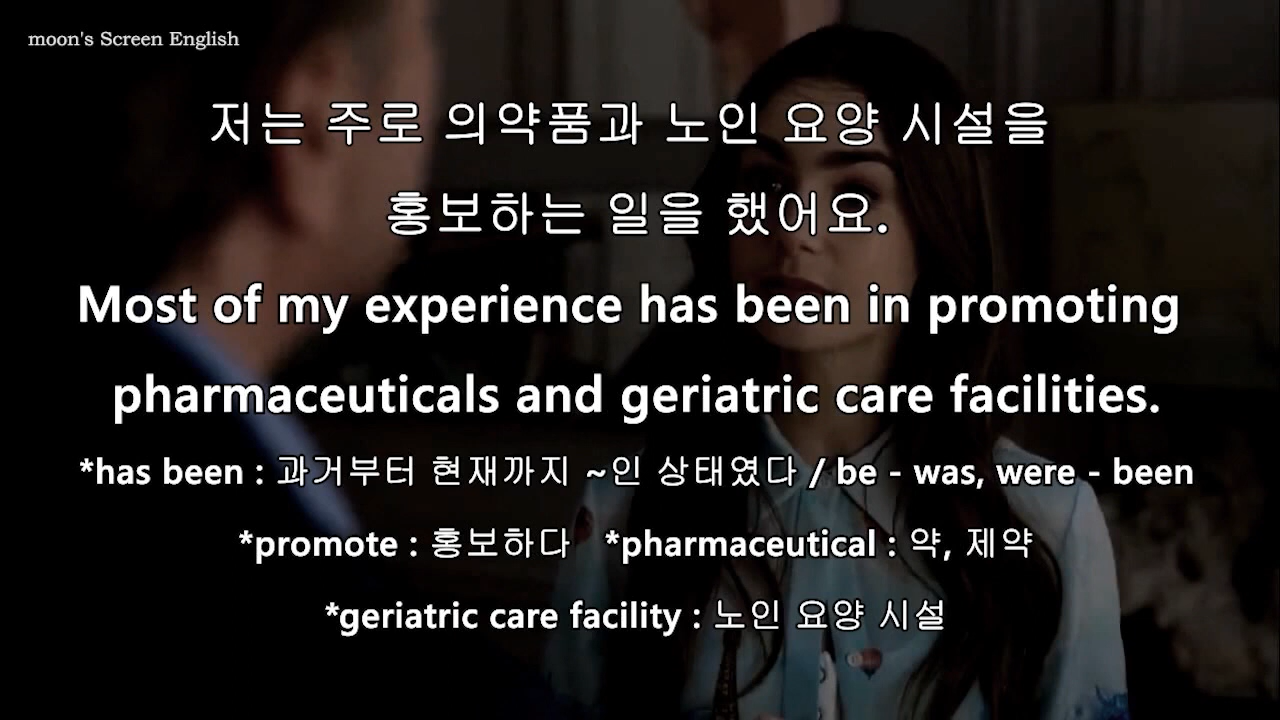 moon's Screen English
저는 주로 의약품과 노인 요양 시설을
홍보하는 일을 했어요.
Most of my experience has been in promoting
pharmaceuticals and geriatric care facilities.
*has been : 과거부터 현재까지 ~인 상태였다 / be - was, were - been
*promote : 홍보하다 *pharmaceutical : 약, 제약
*geriatric care facility : 노인 요양 시설